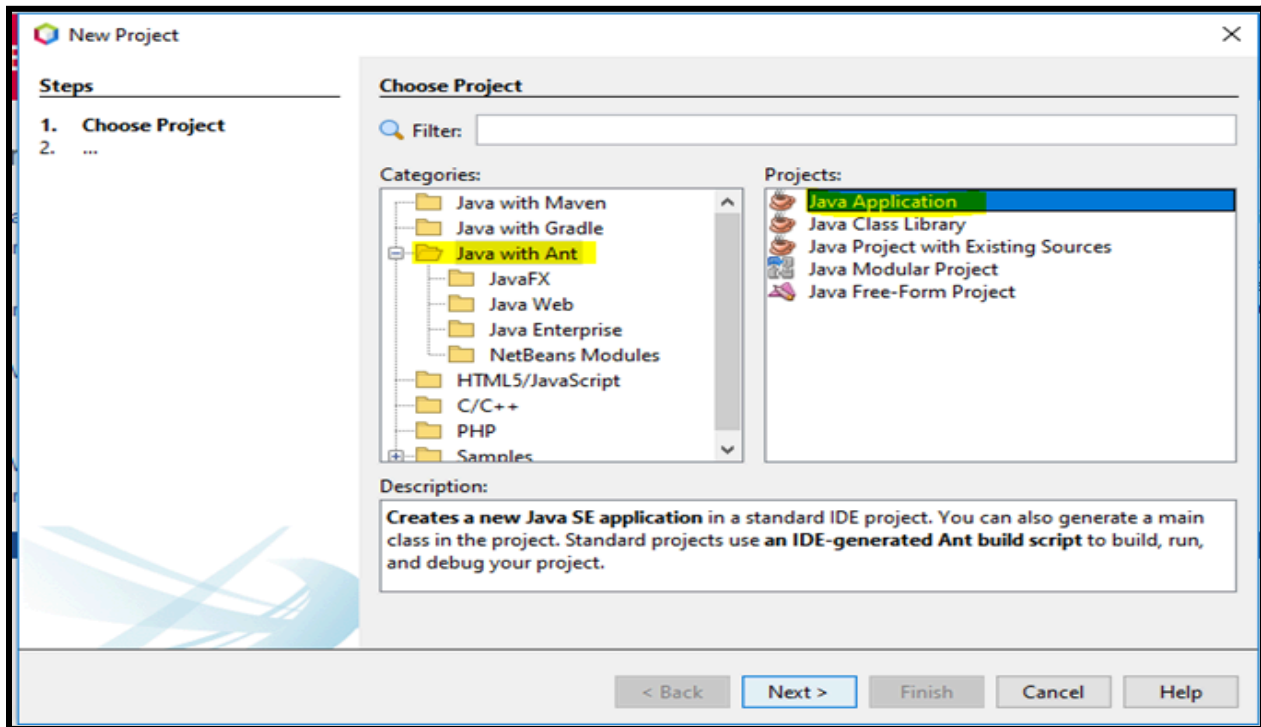 New Project
Steps
1. Choose Project
2. ...
Choose Project
Filter:
Categories:
Java with Maven
Java with Gradle
Java with Ant
JavaFX
Java Web
Java Enterprise
NetBeans Modules
HTML5/JavaScript
C/C++
PHP
Samples
Projects:
Java Application
Java Class Library
Java Project with Existing Sources
Java Modular Project
Java Free-Form Project
Description:
Creates a new Java SE application in a standard IDE project. You can also generate a main
class in the project. Standard projects use an IDE-generated Ant build script to build, run,
and debug your project.
< Back Next > Finish Cancel Help